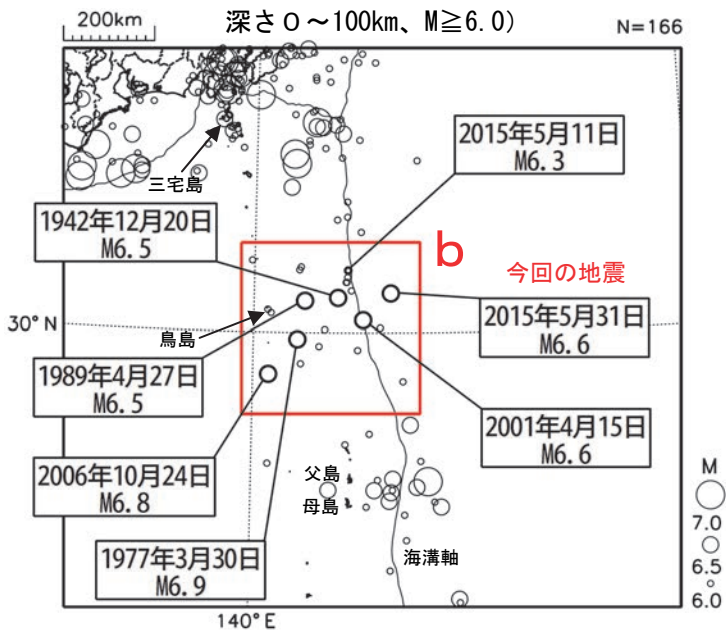 200km
深さ0~100km、M≧6.0)
N=166
三宅島
2015年5月11日
M6.3
1942年12月20日
M6.5
b
今回の地震
2015年5月31日
M6.6
30°N
鳥島
1989年4月27日
M6.5
2001年4月15日
M6.6
2006年10月24日
M6.8
父島
母島
1977年3月30日
M6.9
海溝軸
M
7.0
6.5
6.0
140°E